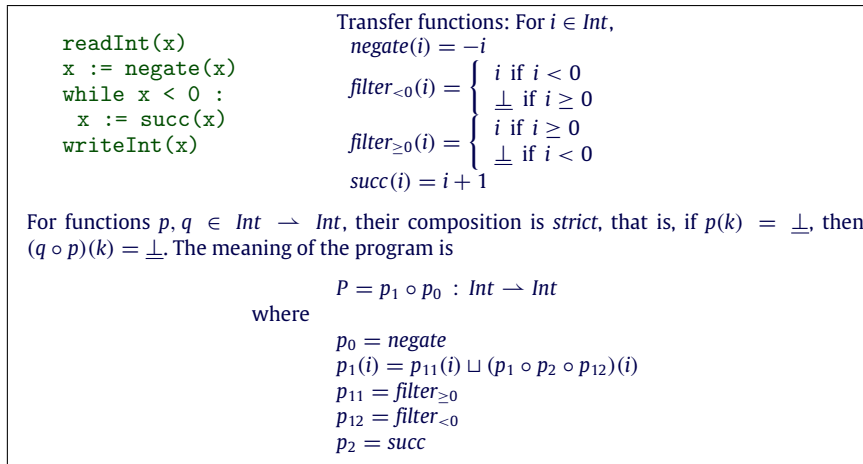 readInt(x)
x := negate(x)
while x < 0 :
x := succ(x)
writeInt(x)
Transfer functions: For i ∈ Int,
negate(i) = −i
filter<0(i) = { i if i < 0
⊥ if i ≥ 0
filter≥0(i) = { i if i ≥ 0
⊥ if i < 0
succ(i) = i + 1
For functions p, q ∈ Int ⇀ Int, their composition is strict, that is, if p(k) = ⊥, then
(q ∘ p)(k) = ⊥. The meaning of the program is
P = p₁ ∘ p₀ : Int ⇀ Int
where
p₀ = negate
p₁(i) = p₁₁(i) ⊔ (p₁ ∘ p₂ ∘ p₁₂)(i)
p₁₁ = filter≥0
p₁₂ = filter<0
p₂ = succ